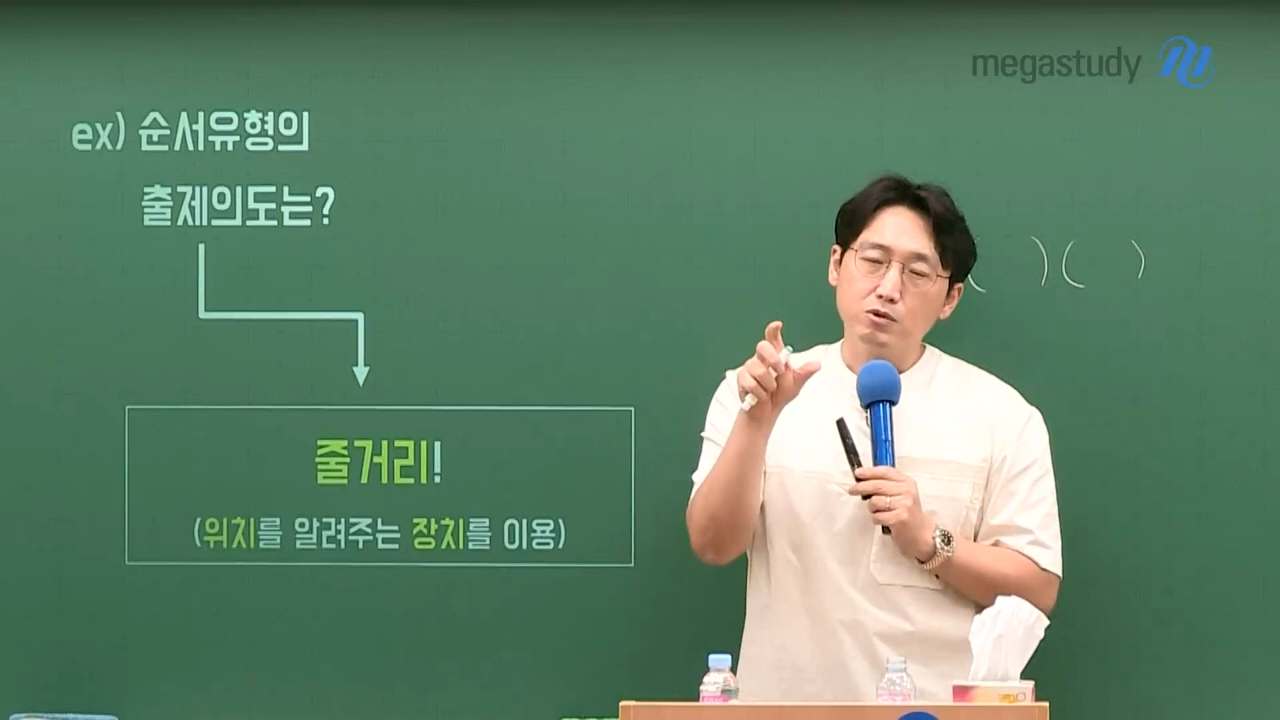 megastudy
ex) 순서유형의
출제의도는?
( )( )
줄거리!
(위치를 알려주는 장치를 이용)